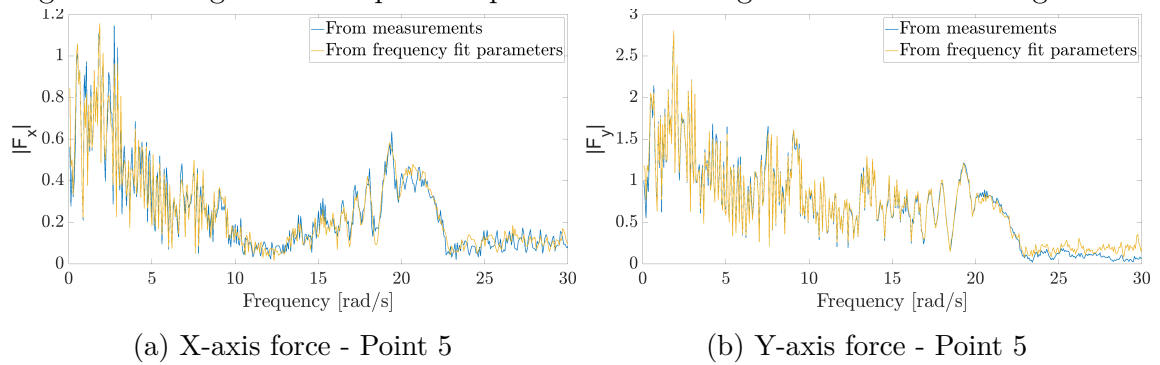 1.2
1
0.8
0.6
0.4
0.2
0
|Fx|
From measurements
From frequency fit parameters
0 5 10 15 20 25 30
Frequency [rad/s]
(a) X-axis force - Point 5
3
2.5
2
1.5
1
0.5
0
|Fy|
From measurements
From frequency fit parameters
0 5 10 15 20 25 30
Frequency [rad/s]
(b) Y-axis force - Point 5